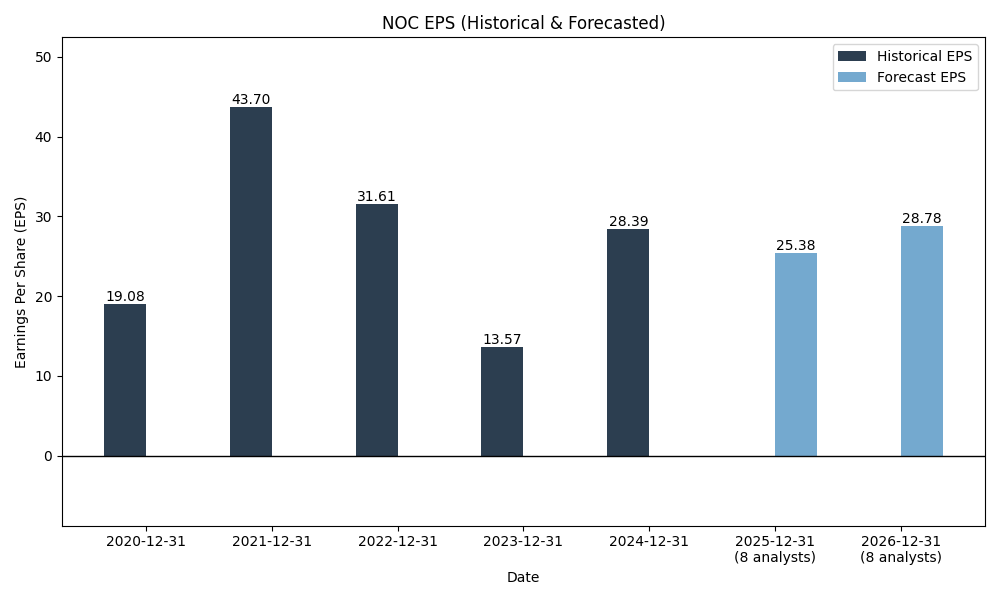 NOC EPS (Historical & Forecasted)
Historical EPS
Forecast EPS
Earnings Per Share (EPS)
50
40
30
20
10
0
19.08
43.70
31.61
13.57
28.39
25.38
28.78
2020-12-31
2021-12-31
2022-12-31
2023-12-31
2024-12-31
2025-12-31
(8 analysts)
2026-12-31
(8 analysts)
Date